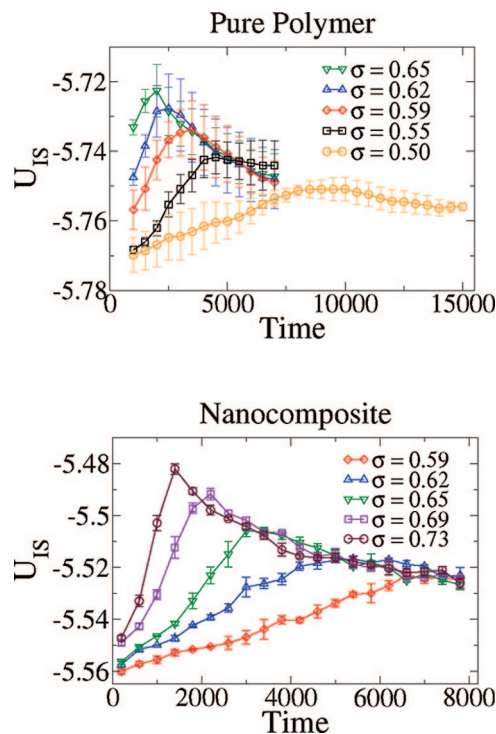 Pure Polymer
-5.72
-5.74
-5.76
-5.78
U_IS
σ = 0.65
σ = 0.62
σ = 0.59
σ = 0.55
σ = 0.50
0 5000 10000 15000
Time
Nanocomposite
-5.48
-5.5
-5.52
-5.54
-5.56
U_IS
σ = 0.59
σ = 0.62
σ = 0.65
σ = 0.69
σ = 0.73
0 2000 4000 6000 8000
Time